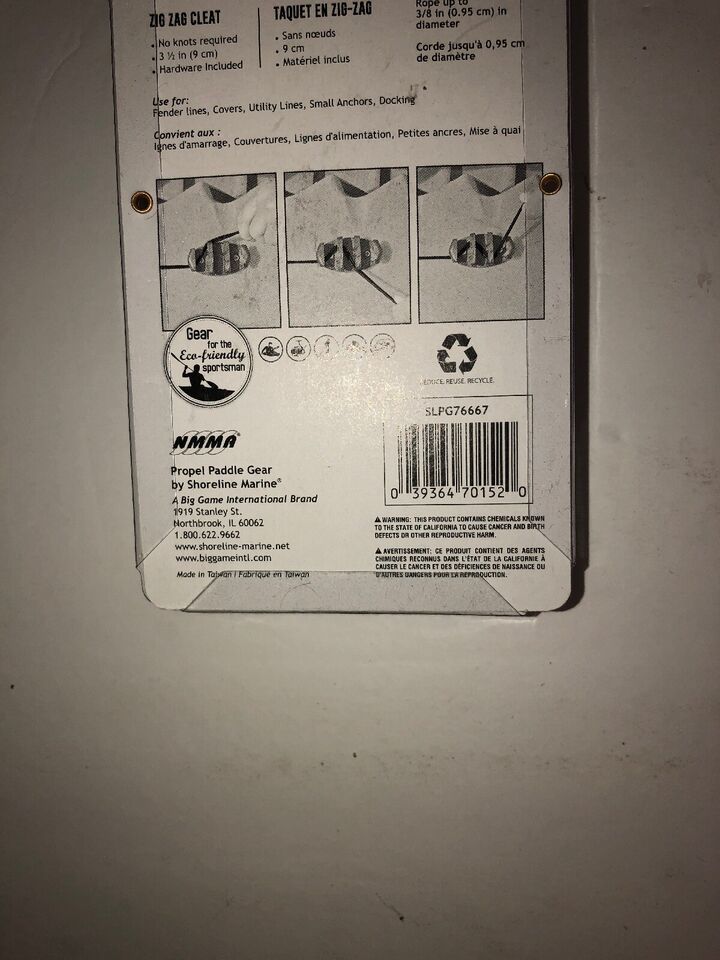 ZIG ZAG CLEAT
• No knots required
• 3 ½ in (9 cm)
• Hardware Included
TAQUET EN ZIG-ZAG
• Sans nœuds
• 9 cm
• Matériel inclus
Rope up to
3/8 in (0.95 cm) in
diameter
Corde jusqu'à 0,95 cm
de diamètre
Use for:
Fender lines, Covers, Utility Lines, Small Anchors, Docking
Convient aux :
lgnes d'amarrage, Couvertures, Lignes d'alimentation, Petites ancres, Mise à quai
Gear
for the
Eco-friendly
sportsman
REDUCE. REUSE. RECYCLE.
NMMA®
Propel Paddle Gear
by Shoreline Marine®
A Big Game International Brand
1919 Stanley St.
Northbrook, IL 60062
1.800.622.9662
www.shoreline-marine.net
www.biggameintl.com
Made in Taiwan | Fabriqué en Taïwan
SLPG76667
0 39364 70152 0
⚠ WARNING: THIS PRODUCT CONTAINS CHEMICALS KNOWN
TO THE STATE OF CALIFORNIA TO CAUSE CANCER AND BIRTH
DEFECTS OR OTHER REPRODUCTIVE HARM.
⚠ AVERTISSEMENT: CE PRODUIT CONTIENT DES AGENTS
CHIMIQUES RECONNUS DANS L'ÉTAT DE LA CALIFORNIE À
CAUSER LE CANCER ET DES DÉFICIENCES DE NAISSANCE OU
D'AUTRES DANGERS POUR LA REPRODUCTION.